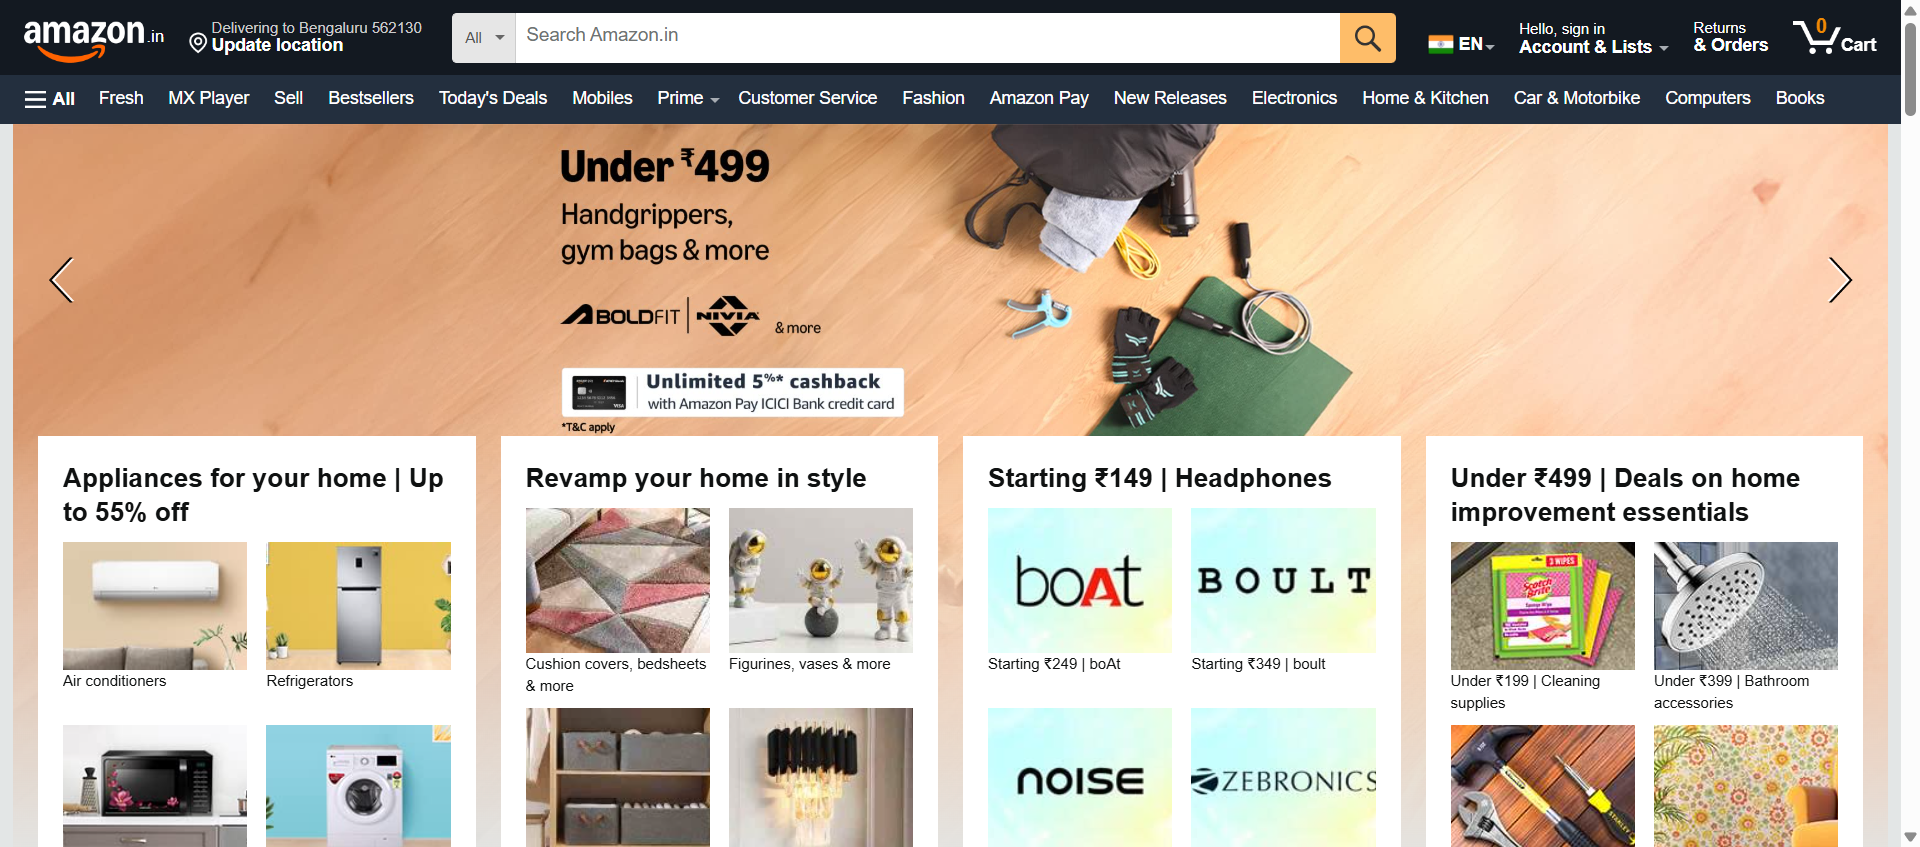 amazon.in
Delivering to Bengaluru 562130
Update location
All
Search Amazon.in
EN
Hello, sign in
Account & Lists
Returns
& Orders
0
Cart
All
Fresh
MX Player
Sell
Bestsellers
Today's Deals
Mobiles
Prime
Customer Service
Fashion
Amazon Pay
New Releases
Electronics
Home & Kitchen
Car & Motorbike
Computers
Books
Under ₹499
Handgrippers,
gym bags & more
BOLDFIT
NIVIA
& more
Unlimited 5%* cashback
with Amazon Pay ICICI Bank credit card
*T&C apply
Appliances for your home | Up
to 55% off
Air conditioners
Refrigerators
Revamp your home in style
Cushion covers, bedsheets
& more
Figurines, vases & more
Starting ₹149 | Headphones
boAt
BOULT
Starting ₹249 | boAt
Starting ₹349 | boult
noise
ZEBRONICS
Under ₹499 | Deals on home
improvement essentials
3 WIPES
Scotch
Brite
Under ₹199 | Cleaning
supplies
Under ₹399 | Bathroom
accessories
STANLEY